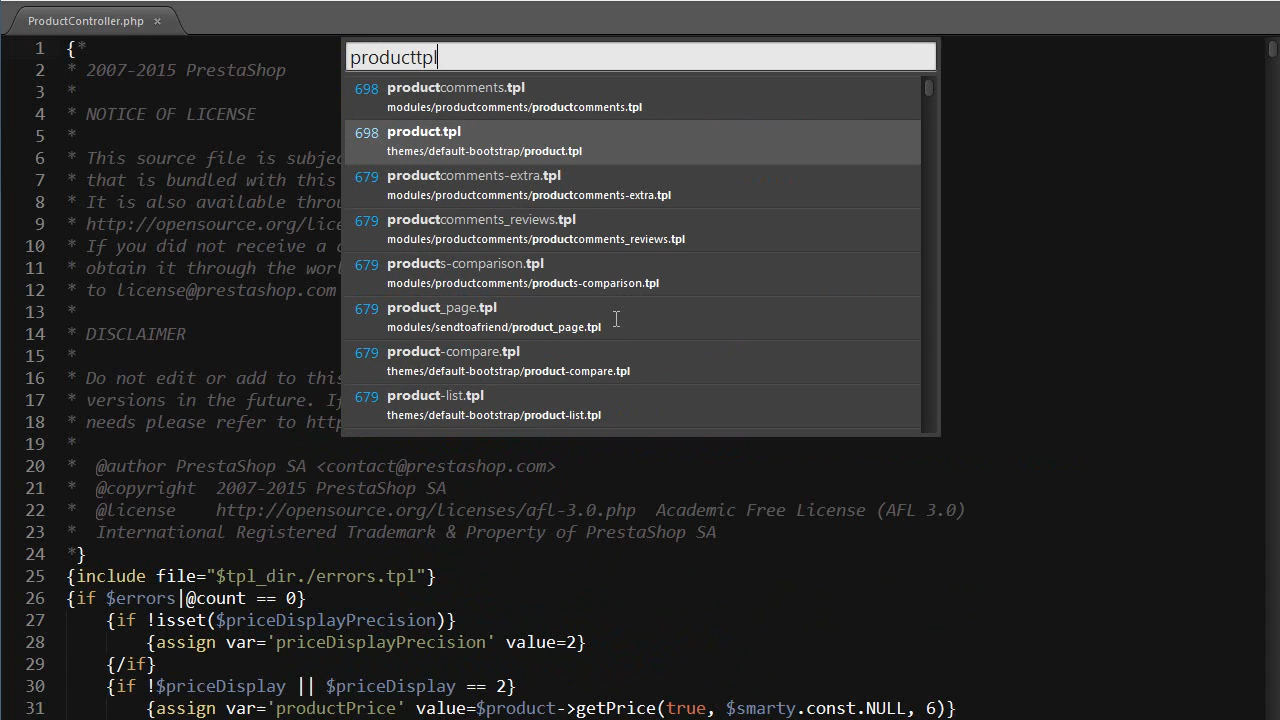 ProductController.php ×
producttpl
698 productcomments.tpl
modules/productcomments/productcomments.tpl
698 product.tpl
themes/default-bootstrap/product.tpl
679 productcomments-extra.tpl
modules/productcomments/productcomments-extra.tpl
679 productcomments_reviews.tpl
modules/productcomments/productcomments_reviews.tpl
679 products-comparison.tpl
modules/productcomments/products-comparison.tpl
679 product_page.tpl
modules/sendtoafriend/product_page.tpl
679 product-compare.tpl
themes/default-bootstrap/product-compare.tpl
679 product-list.tpl
themes/default-bootstrap/product-list.tpl
1 {*
2 * 2007-2015 PrestaShop
3 *
4 * NOTICE OF LICENSE
5 *
6 * This source file is subje
7 * that is bundled with this
8 * It is also available thro
9 * http://opensource.org/lice
10 * If you did not receive a c
11 * obtain it through the worl
12 * to license@prestashop.com
13 *
14 * DISCLAIMER
15 *
16 * Do not edit or add to this
17 * versions in the future. If
18 * needs please refer to http
19 *
20 * @author PrestaShop SA <contact@prestashop.com>
21 * @copyright 2007-2015 PrestaShop SA
22 * @license http://opensource.org/licenses/afl-3.0.php Academic Free License (AFL 3.0)
23 * International Registered Trademark & Property of PrestaShop SA
24 *}
25 {include file="$tpl_dir./errors.tpl"}
26 {if $errors|@count == 0}
27 {if !isset($priceDisplayPrecision)}
28 {assign var='priceDisplayPrecision' value=2}
29 {/if}
30 {if !$priceDisplay || $priceDisplay == 2}
31 {assign var='productPrice' value=$product->getPrice(true, $smarty.const.NULL, 6)}